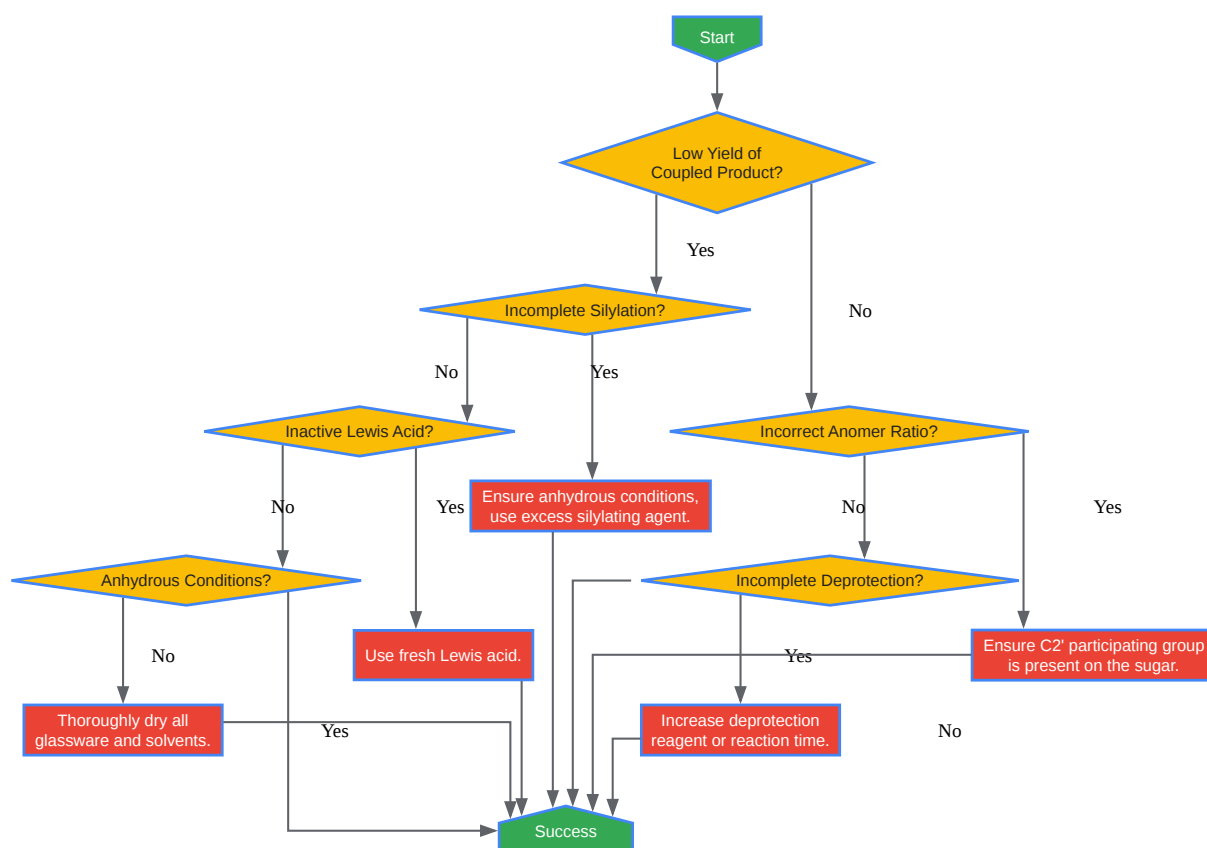 Start
Low Yield of
Coupled Product?
Yes
No
Incomplete Silylation?
No
Yes
Inactive Lewis Acid?
Incorrect Anomer Ratio?
No
Yes
Ensure anhydrous conditions,
use excess silylating agent.
No
Yes
Anhydrous Conditions?
Incomplete Deprotection?
No
Use fresh Lewis acid.
Yes
Ensure C2' participating group
is present on the sugar.
Thoroughly dry all
glassware and solvents.
Yes
Increase deprotection
reagent or reaction time.
No
Success